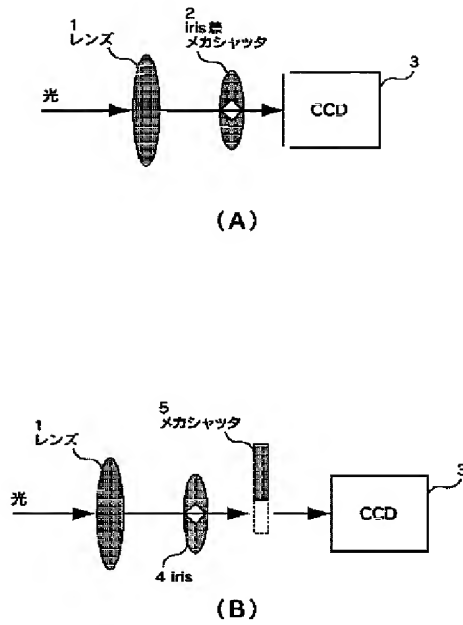 1
レンズ
2
iris兼
メカシャッタ
3
光
CCD
(A)
1
レンズ
5
メカシャッタ
3
光
CCD
4 iris
(B)